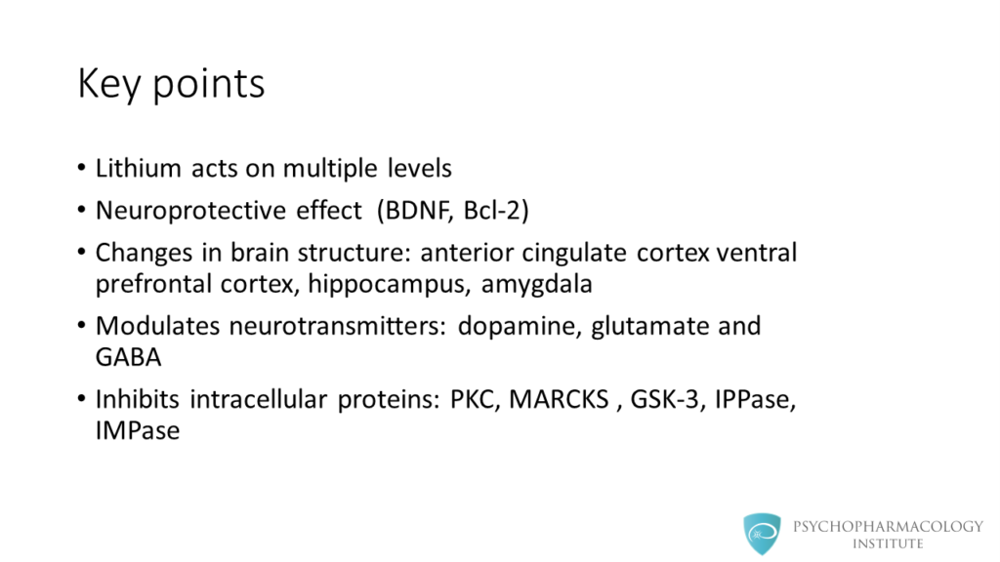 Key points
• Lithium acts on multiple levels
• Neuroprotective effect (BDNF, Bcl-2)
• Changes in brain structure: anterior cingulate cortex ventral
prefrontal cortex, hippocampus, amygdala
• Modulates neurotransmitters: dopamine, glutamate and
GABA
• Inhibits intracellular proteins: PKC, MARCKS , GSK-3, IPPase,
IMPase
PSYCHOPHARMACOLOGY
INSTITUTE